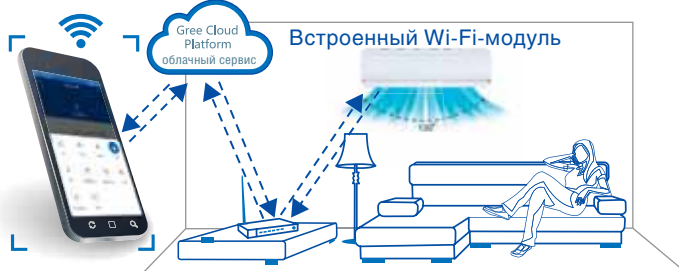 Gree Cloud
Platform
облачный сервис
Встроенный Wi-Fi-модуль